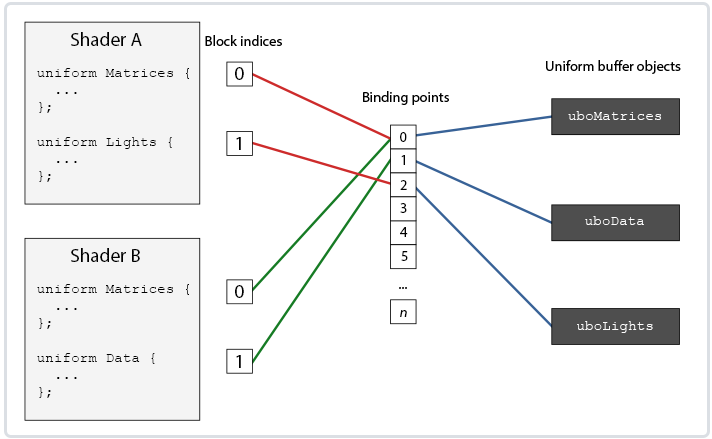 Shader A
uniform Matrices {
...
};
uniform Lights {
...
};
Block indices
0
1
Shader B
uniform Matrices {
...
};
uniform Data {
...
};
0
1
Binding points
0
1
2
3
4
5
...
n
Uniform buffer objects
uboMatrices
uboData
uboLights